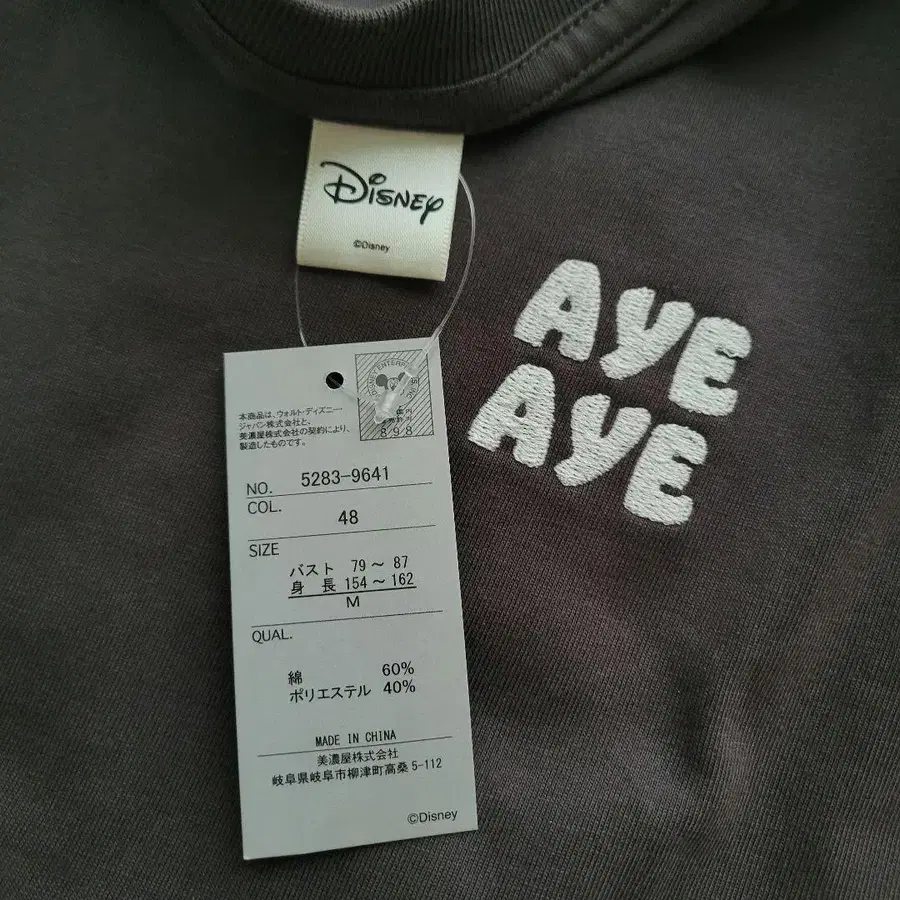 Disney
©Disney
AYE
AYE
本商品は、ウォルト・ディズニー・
ジャパン株式会社と、
美濃屋株式会社の契約により、
製造したものです。
898
NO. 5283-9641
COL. 48
SIZE
バスト 79～ 87
身 長 154～162
M
QUAL.
綿 60%
ポリエステル 40%
MADE IN CHINA
美濃屋株式会社
岐阜県岐阜市柳津町高桑5-112
©Disney